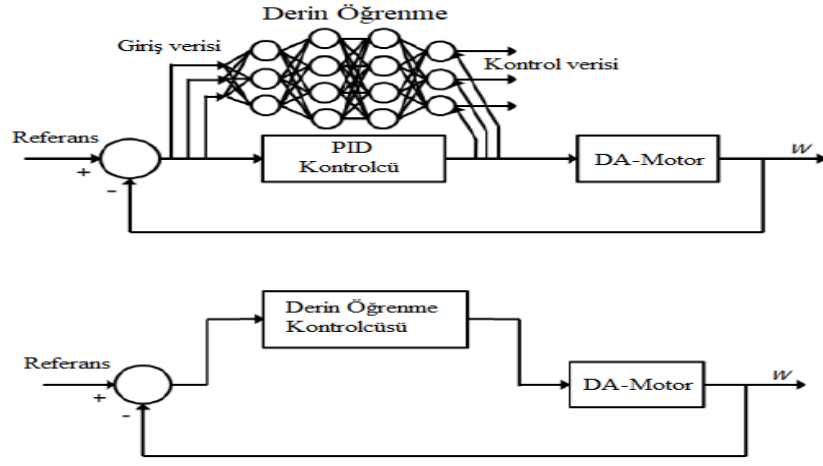 Derin Öğrenme
Giriş verisi
Kontrol verisi
Referans
+
-
PID
Kontrolcü
DA-Motor
w
Derin Öğrenme
Kontrolcüsü
Referans
+
-
DA-Motor
w